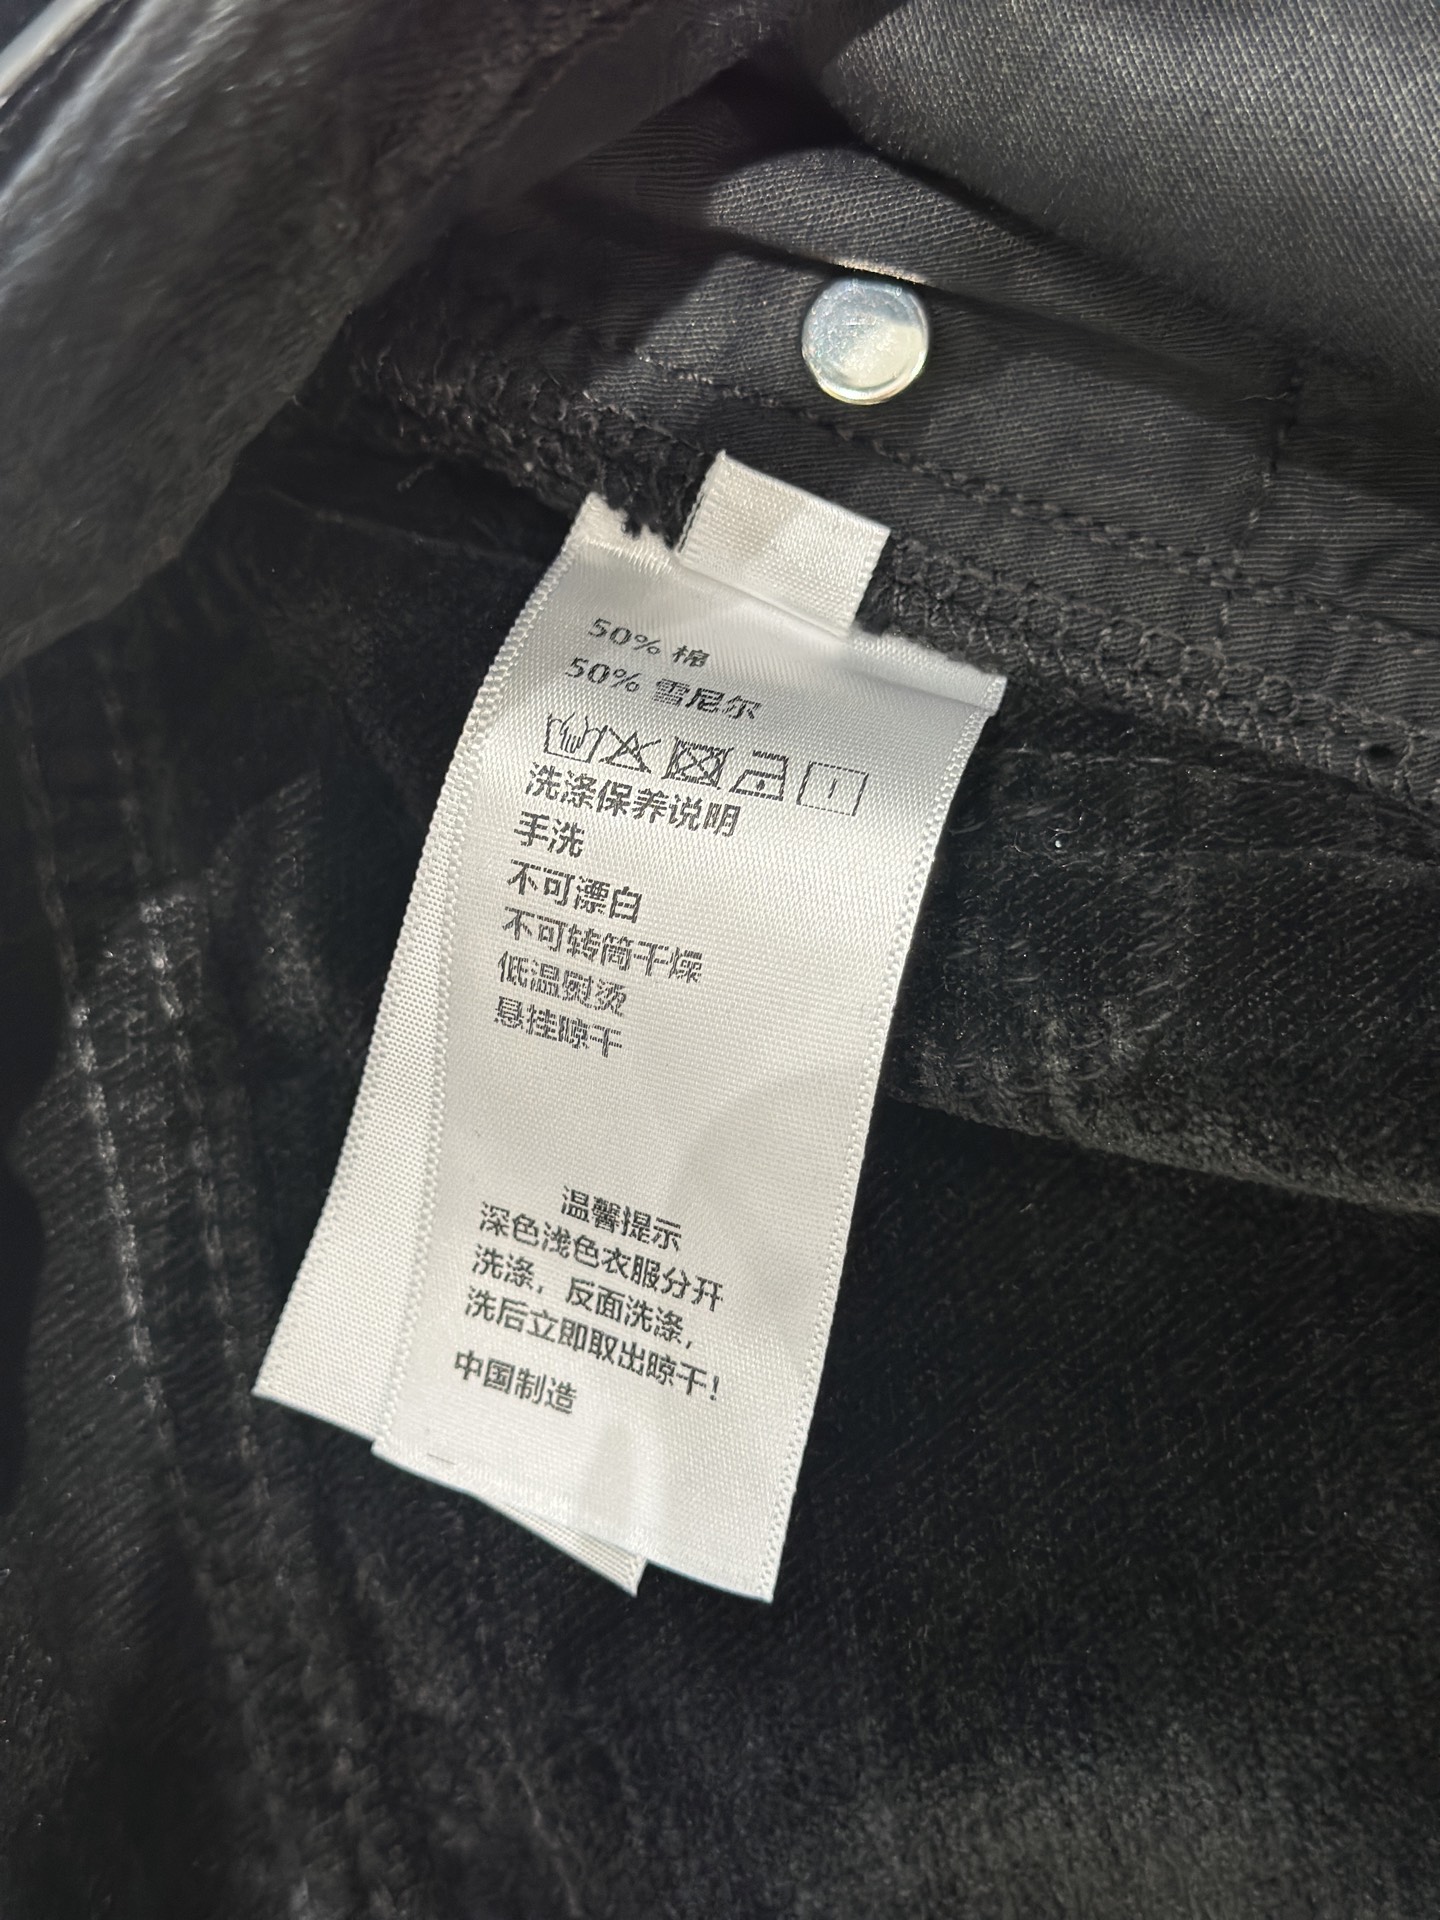 50% 棉
50% 雪尼尔
洗涤保养说明
手洗
不可漂白
不可转筒干燥
低温熨烫
悬挂晾干
温馨提示
深色浅色衣服分开
洗涤，反面洗涤，
洗后立即取出晾干！
中国制造